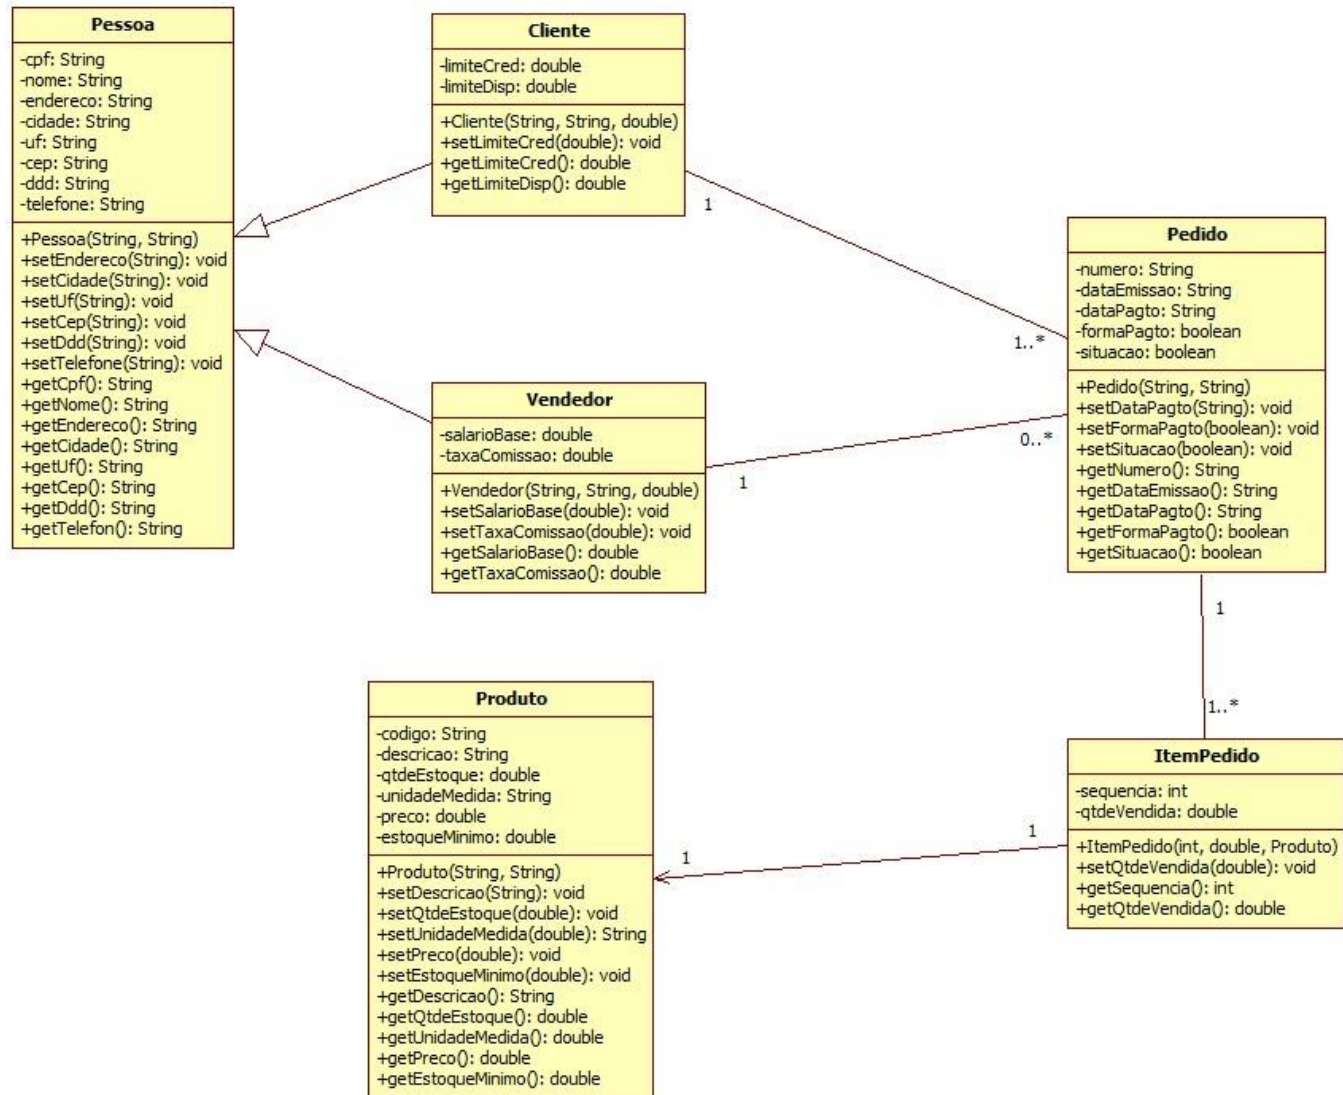 Pessoa
-cpf: String
-nome: String
-endereco: String
-cidade: String
-uf: String
-cep: String
-ddd: String
-telefone: String
+Pessoa(String, String)
+setEndereco(String): void
+setCidade(String): void
+setUf(String): void
+setCep(String): void
+setDdd(String): void
+setTelefone(String): void
+getCpf(): String
+getNome(): String
+getEndereco(): String
+getCidade(): String
+getUf(): String
+getCep(): String
+getDdd(): String
+getTelefon(): String
Cliente
-limiteCred: double
-limiteDisp: double
+Cliente(String, String, double)
+setLimiteCred(double): void
+getLimiteCred(): double
+getLimiteDisp(): double
1
1..*
Vendedor
-salarioBase: double
-taxaComissao: double
+Vendedor(String, String, double)
+setSalarioBase(double): void
+setTaxaComissao(double): void
+getSalarioBase(): double
+getTaxaComissao(): double
1
0..*
Pedido
-numero: String
-dataEmissao: String
-dataPagto: String
-formaPagto: boolean
-situacao: boolean
+Pedido(String, String)
+setDataPagto(String): void
+setFormaPagto(boolean): void
+setSituacao(boolean): void
+getNumero(): String
+getDataEmissao(): String
+getDataPagto(): String
+getFormaPagto(): boolean
+getSituacao(): boolean
1
1..*
Produto
-codigo: String
-descricao: String
-qtdeEstoque: double
-unidadeMedida: String
-preco: double
-estoqueMinimo: double
+Produto(String, String)
+setDescricao(String): void
+setQtdeEstoque(double): void
+setUnidadeMedida(double): String
+setPreco(double): void
+setEstoqueMinimo(double): void
+getDescricao(): String
+getQtdeEstoque(): double
+getUnidadeMedida(): double
+getPreco(): double
+getEstoqueMinimo(): double
1
1
ItemPedido
-sequencia: int
-qtdeVendida: double
+ItemPedido(int, double, Produto)
+setQtdeVendida(double): void
+getSequencia(): int
+getQtdeVendida(): double